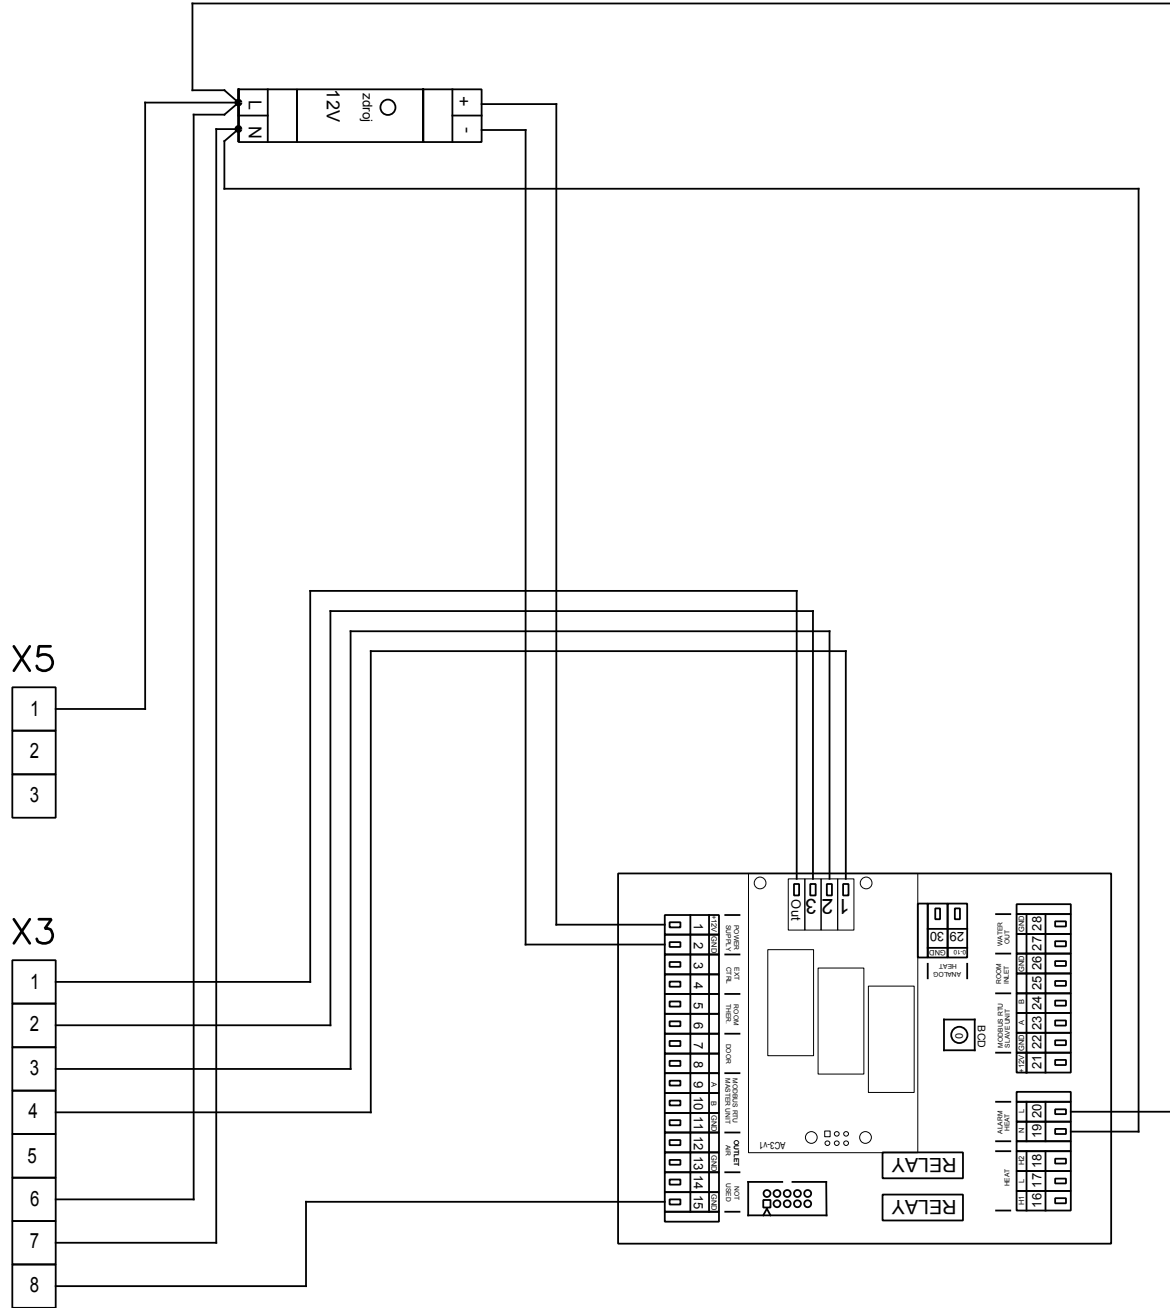 L
N
12V
zdroj
+
-
X5
1
2
3
X3
1
2
3
4
5
6
7
8
Out
3
2
1
1 +12V
2 GND
3
4
5
6
7
8
9 A
10 B
11 GND
12
13 GND
14
15 GND
POWER
SUPPLY
EXT
CTRL
ROOM
THER.
DOOR
MODBUS RTU
MASTER UNIT
OUTLET
AIR
NOT
USED
AC3-v1
30 29
GND 0-10
ANALOG
HEAT
BCD
0
RELAY
RELAY
WATER
OUT
ROOM
INLET
MODBUS RTU
SLAVE UNIT
ALARM
HEAT
HEAT
GND 28
27
GND 26
25
B 24
A 23
GND 22
+12V 21
L 20
N 19
H2 18
L 17
H1 16